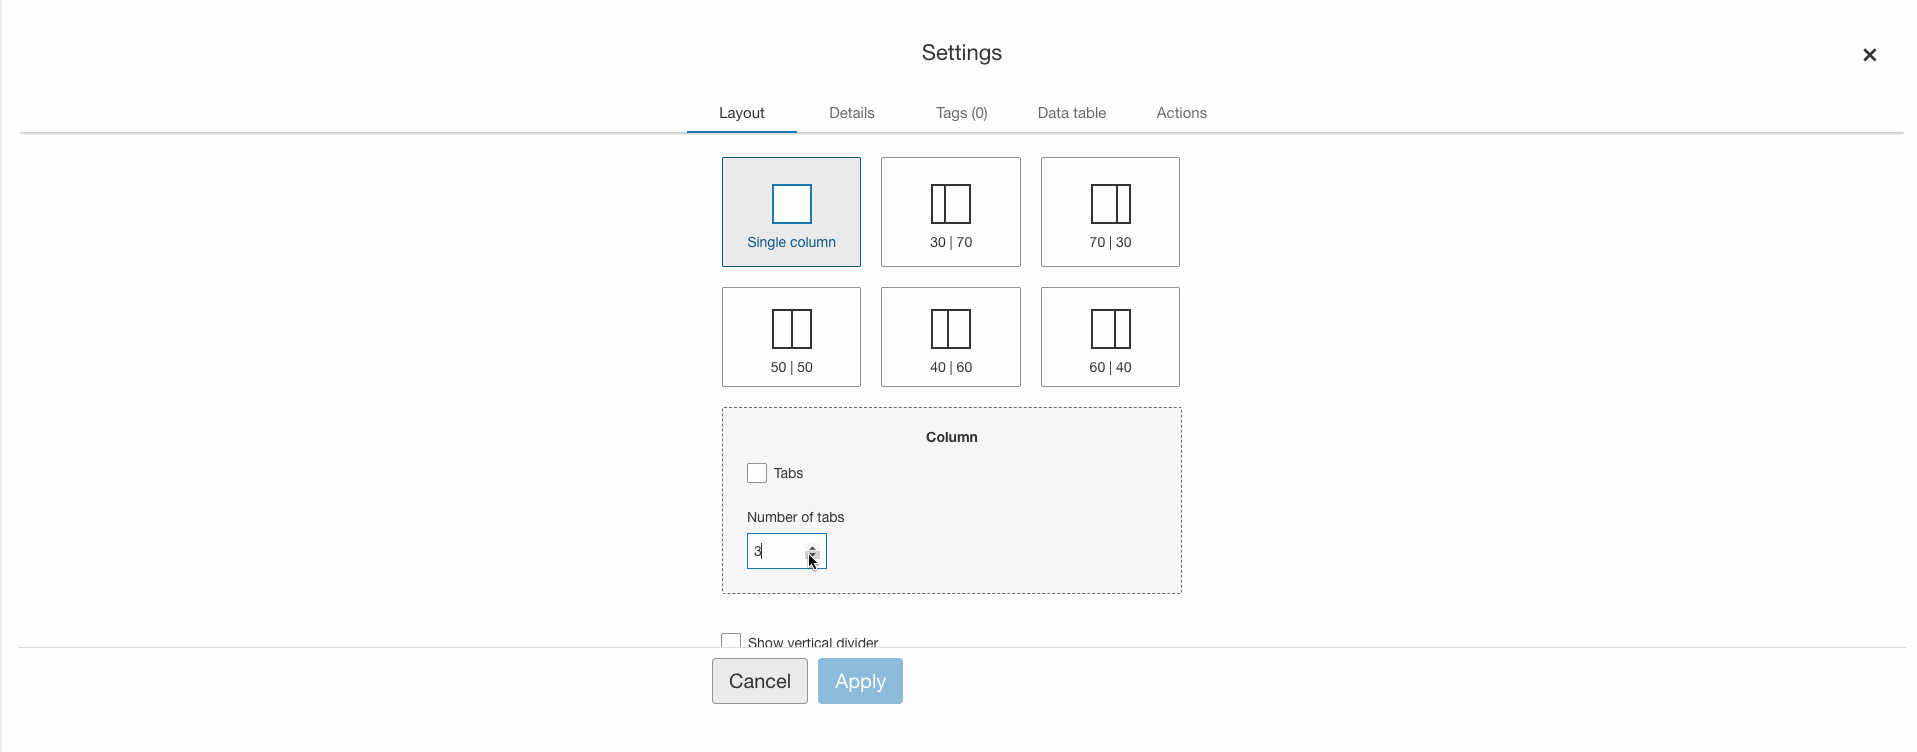 Settings
Layout Details Tags (0) Data table Actions
Single column 30 | 70 70 | 30
50 | 50 40 | 60 60 | 40
Column
Tabs
Number of tabs
3
Show vertical divider
Cancel Apply